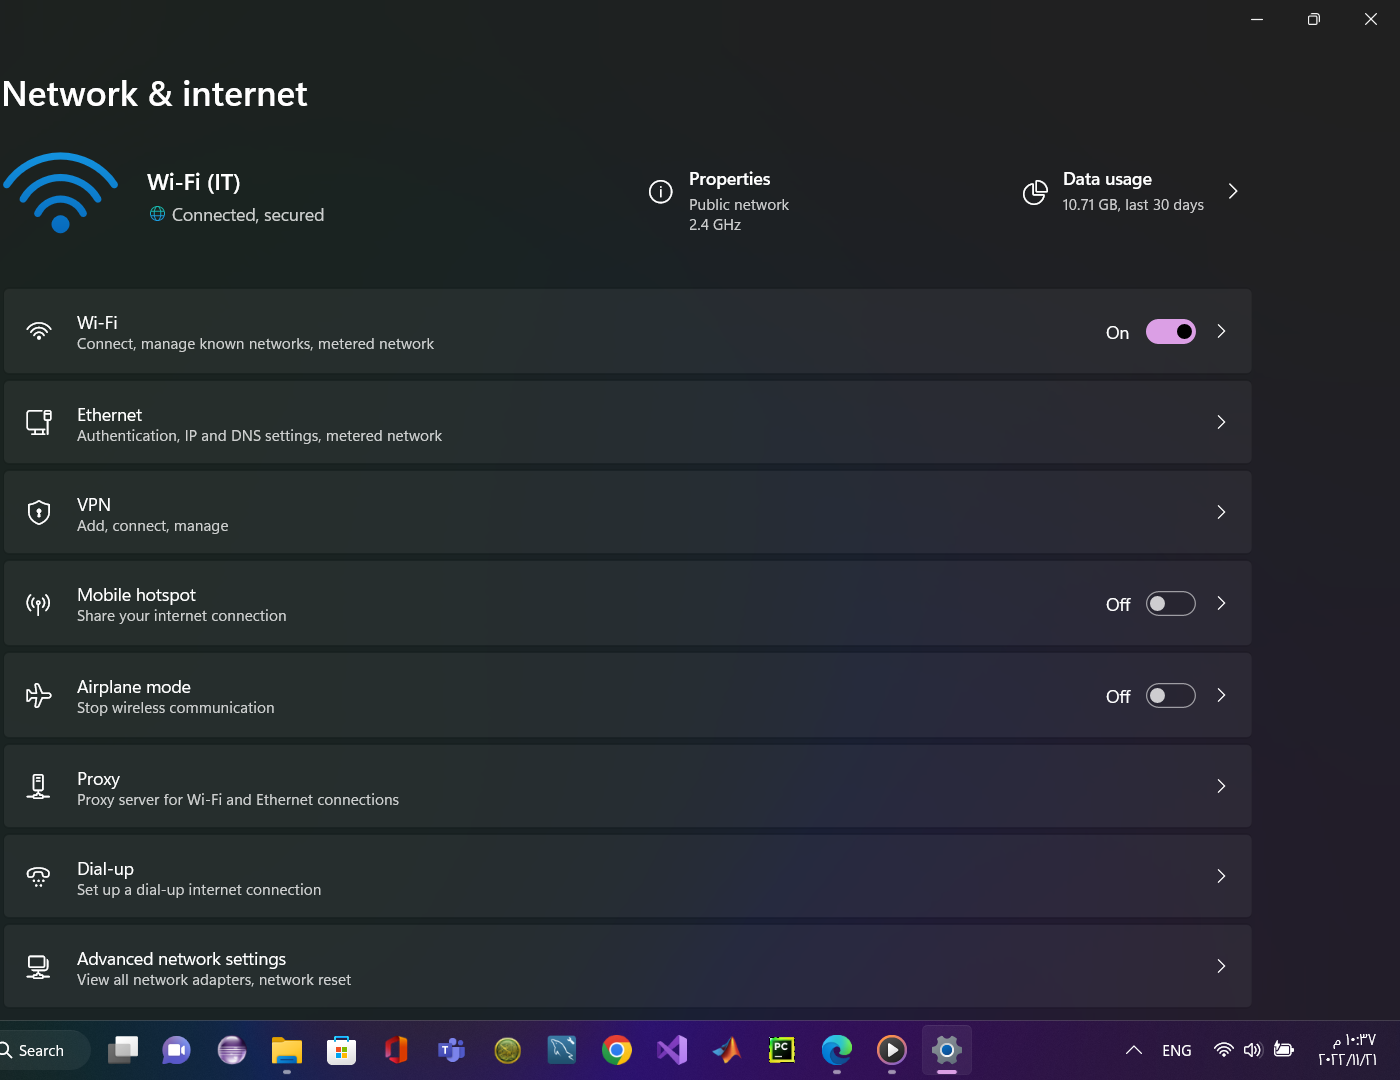 Network & internet
Wi-Fi (IT)
Connected, secured
Properties
Public network
2.4 GHz
Data usage
10.71 GB, last 30 days
Wi-Fi
Connect, manage known networks, metered network
On
Ethernet
Authentication, IP and DNS settings, metered network
VPN
Add, connect, manage
Mobile hotspot
Share your internet connection
Off
Airplane mode
Stop wireless communication
Off
Proxy
Proxy server for Wi-Fi and Ethernet connections
Dial-up
Set up a dial-up internet connection
Advanced network settings
View all network adapters, network reset
Search
T
PC
ENG
١٠:٣٧ م
٢٠٢٢/١١/٢١